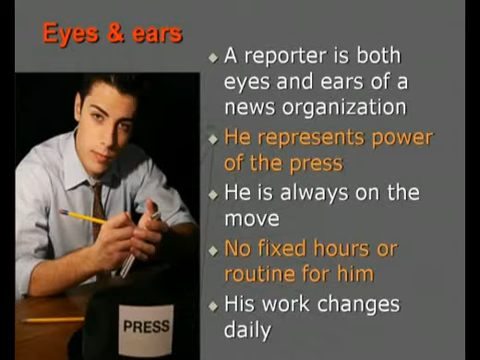 Eyes & ears
A reporter is both
eyes and ears of a
news organization
He represents power
of the press
He is always on the
move
No fixed hours or
routine for him
His work changes
daily
PRESS